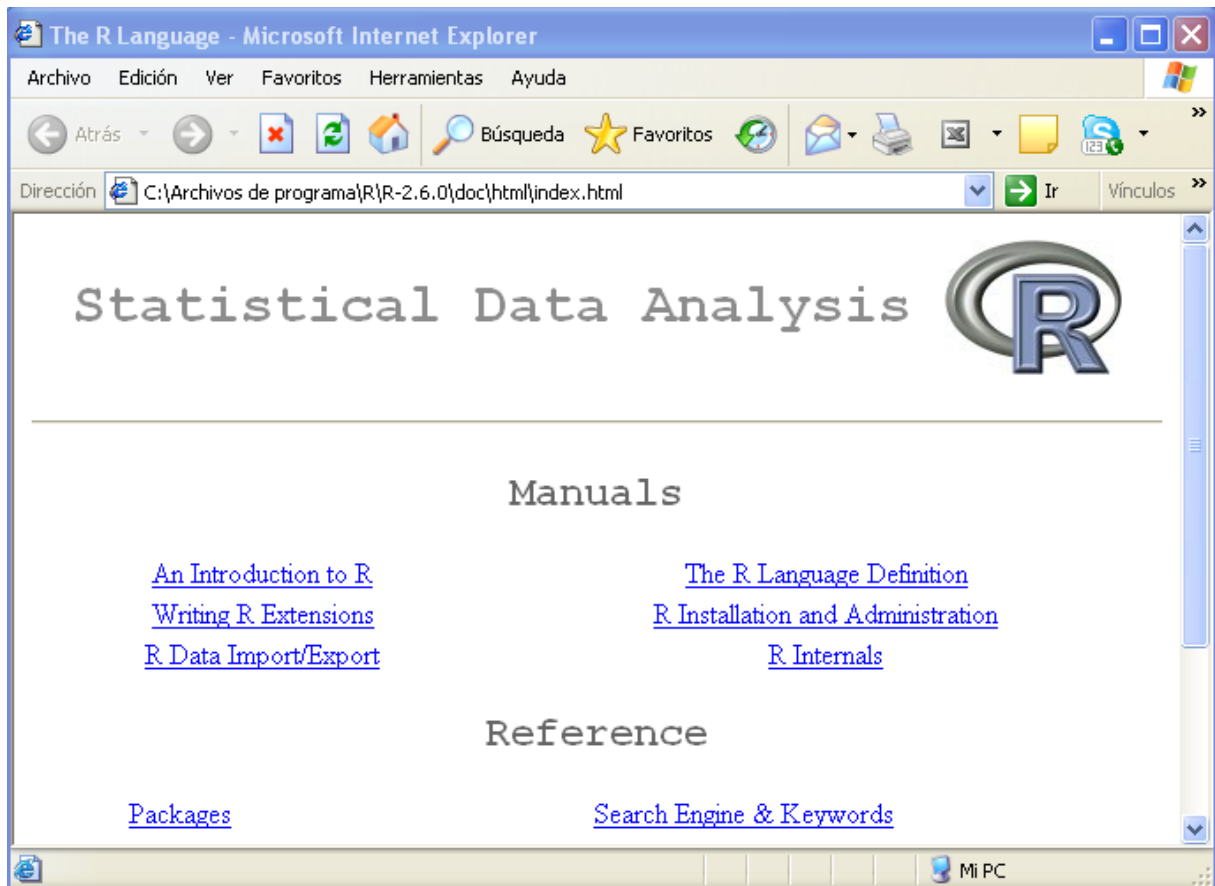 The R Language - Microsoft Internet Explorer
Archivo Edición Ver Favoritos Herramientas Ayuda
Atrás Búsqueda Favoritos 123 »
Dirección C:\Archivos de programa\R\R-2.6.0\doc\html\index.html Ir Vínculos »
Statistical Data Analysis R
Manuals
An Introduction to R The R Language Definition
Writing R Extensions R Installation and Administration
R Data Import/Export R Internals
Reference
Packages Search Engine & Keywords
Mi PC